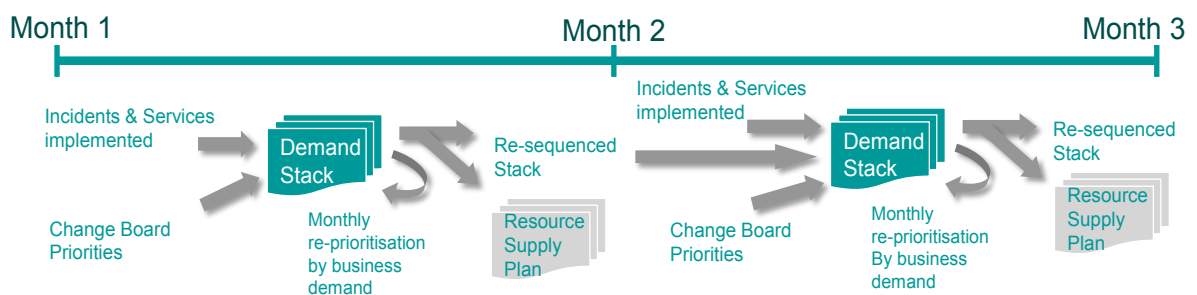 Month 1
Month 2
Month 3
Incidents & Services
implemented
Demand
Stack
Re-sequenced
Stack
Change Board
Priorities
Monthly
re-prioritisation
by business
demand
Resource
Supply
Plan
Incidents & Services
implemented
Demand
Stack
Re-sequenced
Stack
Change Board
Priorities
Monthly
re-prioritisation
By business
demand
Resource
Supply
Plan